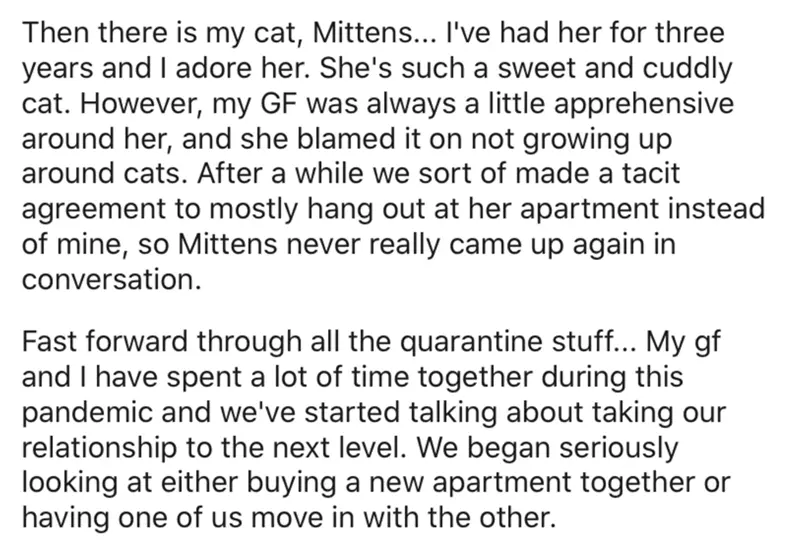 Then there is my cat, Mittens... I've had her for three
years and I adore her. She's such a sweet and cuddly
cat. However, my GF was always a little apprehensive
around her, and she blamed it on not growing up
around cats. After a while we sort of made a tacit
agreement to mostly hang out at her apartment instead
of mine, so Mittens never really came up again in
conversation.
Fast forward through all the quarantine stuff... My gf
and I have spent a lot of time together during this
pandemic and we've started talking about taking our
relationship to the next level. We began seriously
looking at either buying a new apartment together or
having one of us move in with the other.